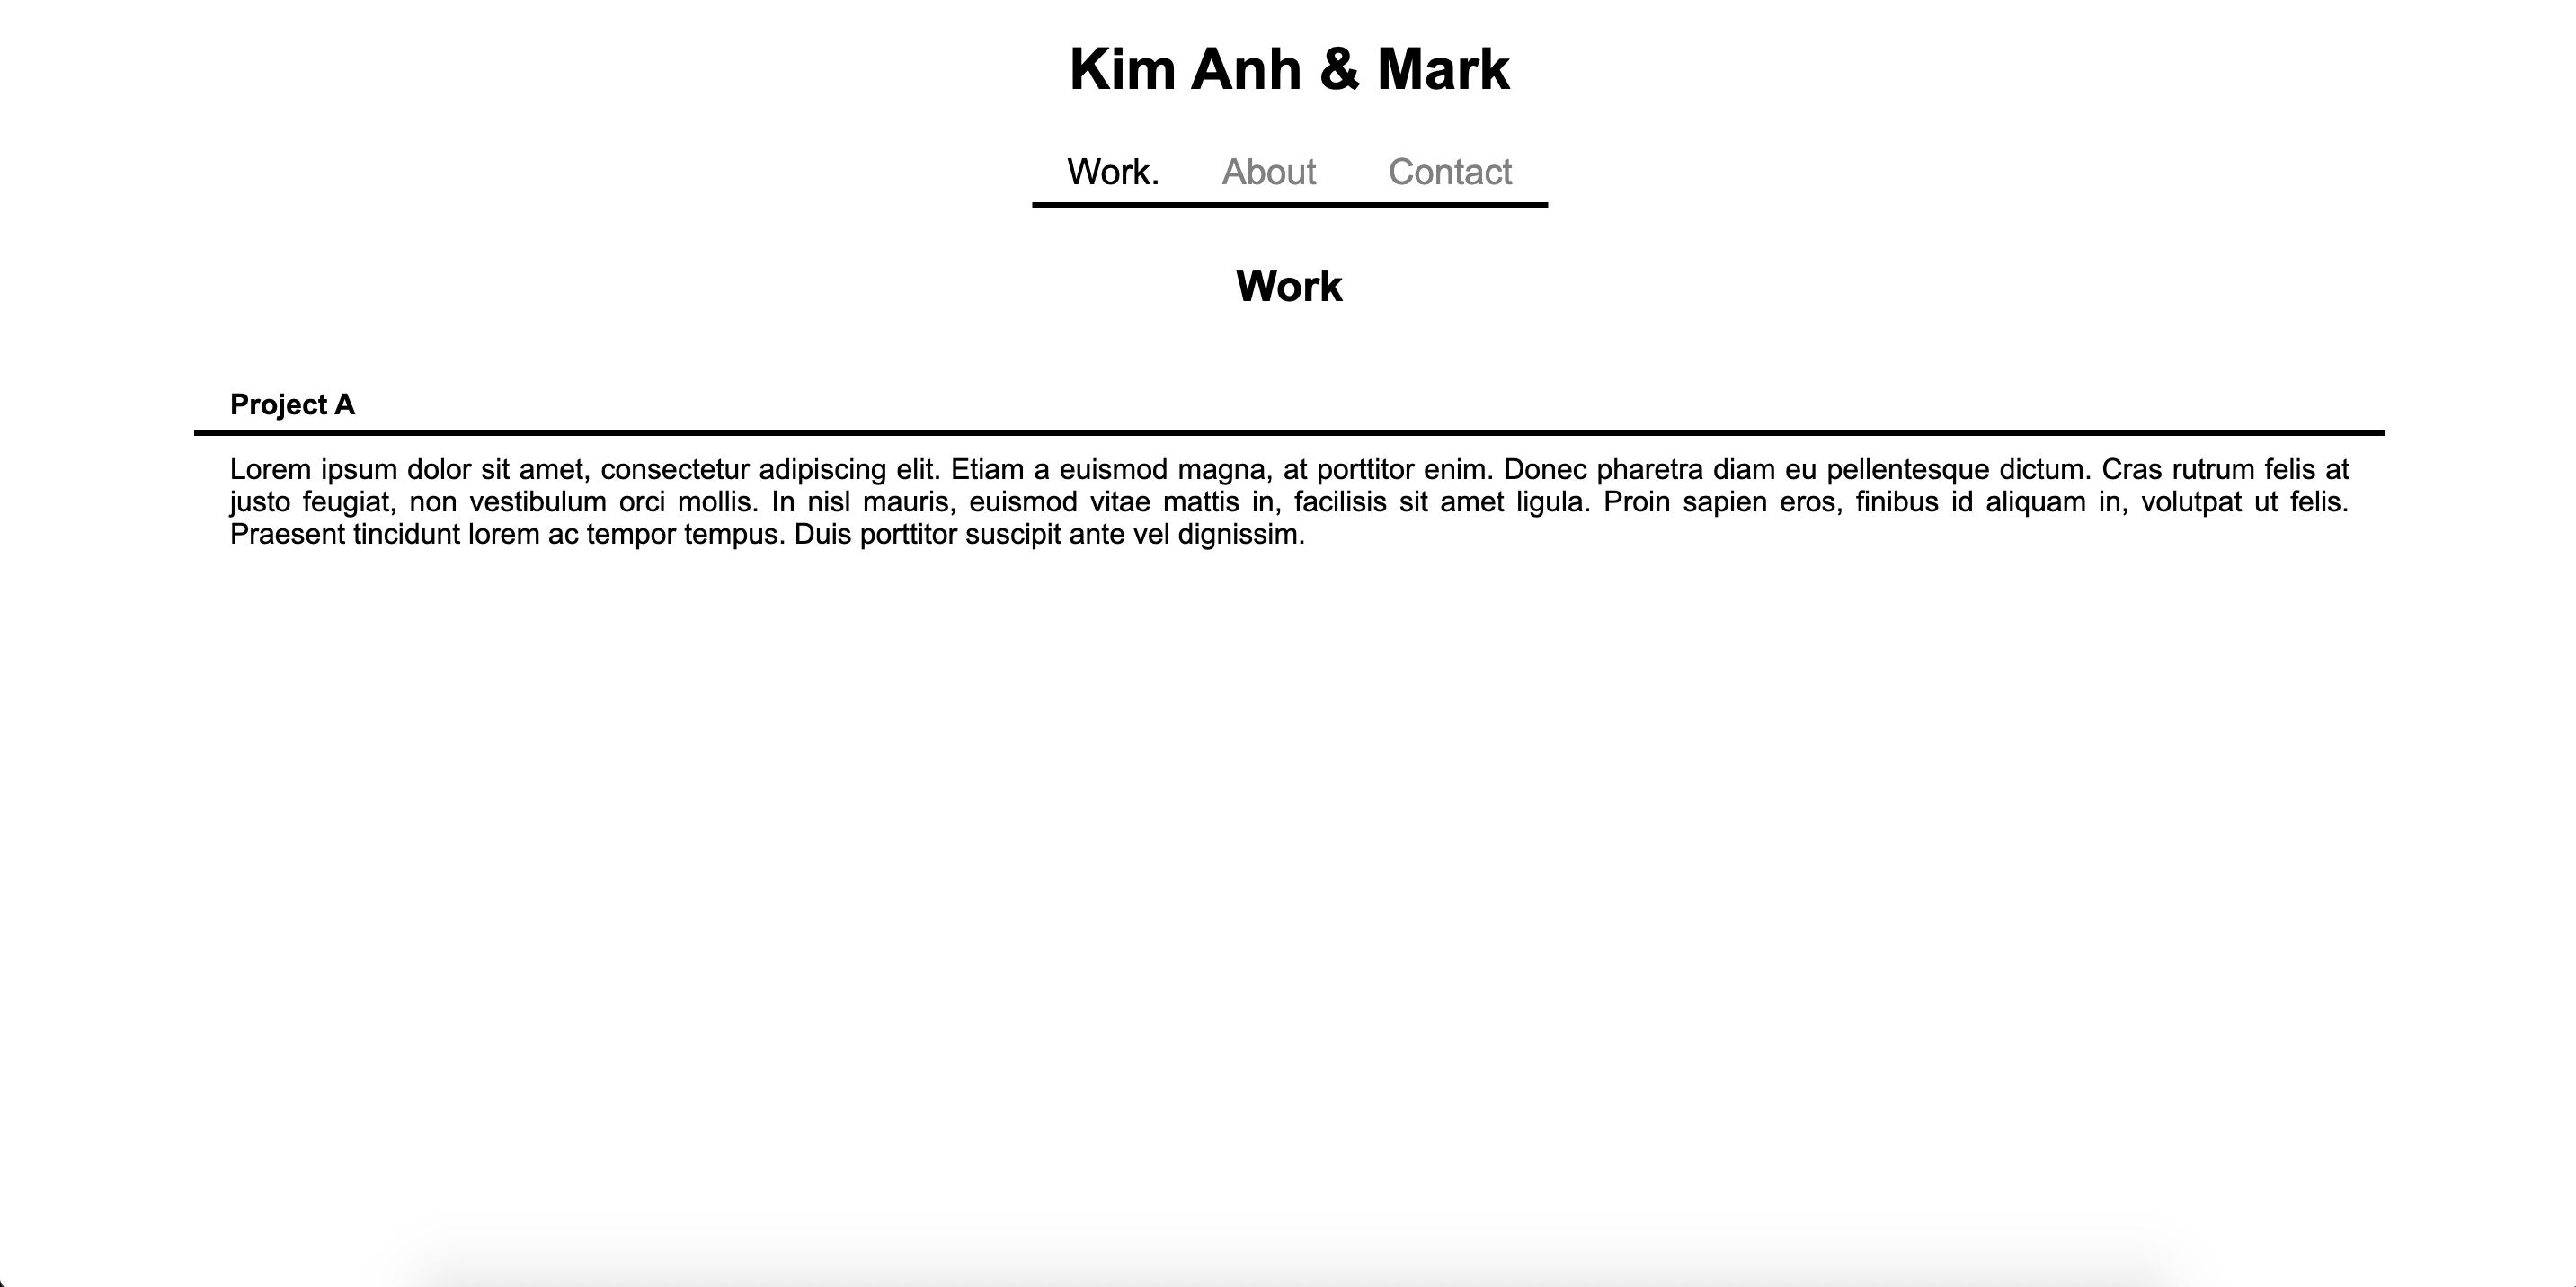 Kim Anh & Mark
Work. About Contact
Work
Project A
Lorem ipsum dolor sit amet, consectetur adipiscing elit. Etiam a euismod magna, at porttitor enim. Donec pharetra diam eu pellentesque dictum. Cras rutrum felis at
justo feugiat, non vestibulum orci mollis. In nisl mauris, euismod vitae mattis in, facilisis sit amet ligula. Proin sapien eros, finibus id aliquam in, volutpat ut felis.
Praesent tincidunt lorem ac tempor tempus. Duis porttitor suscipit ante vel dignissim.